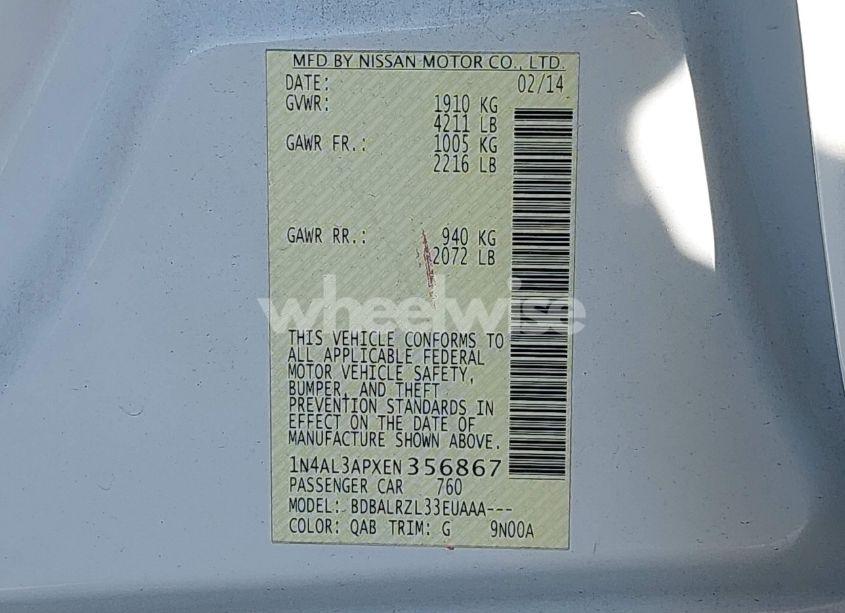 MFD BY NISSAN MOTOR CO., LTD.
DATE: 02/14
GVWR: 1910 KG
4211 LB
GAWR FR.: 1005 KG
2216 LB
GAWR RR.: 940 KG
2072 LB
wheelwise
THIS VEHICLE CONFORMS TO
ALL APPLICABLE FEDERAL
MOTOR VEHICLE SAFETY,
BUMPER, AND THEFT
PREVENTION STANDARDS IN
EFFECT ON THE DATE OF
MANUFACTURE SHOWN ABOVE.
1N4AL3APXEN356867
PASSENGER CAR 760
MODEL: BDBALRZL33EUAAA---
COLOR: QAB TRIM: G 9N00A